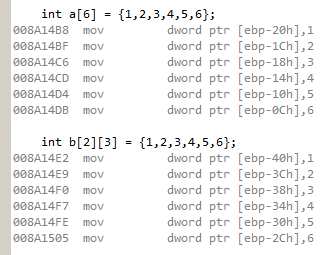 int a[6] = {1,2,3,4,5,6};
008A14B8 mov dword ptr [ebp-20h],1
008A14BF mov dword ptr [ebp-1Ch],2
008A14C6 mov dword ptr [ebp-18h],3
008A14CD mov dword ptr [ebp-14h],4
008A14D4 mov dword ptr [ebp-10h],5
008A14DB mov dword ptr [ebp-0Ch],6
int b[2][3] = {1,2,3,4,5,6};
008A14E2 mov dword ptr [ebp-40h],1
008A14E9 mov dword ptr [ebp-3Ch],2
008A14F0 mov dword ptr [ebp-38h],3
008A14F7 mov dword ptr [ebp-34h],4
008A14FE mov dword ptr [ebp-30h],5
008A1505 mov dword ptr [ebp-2Ch],6